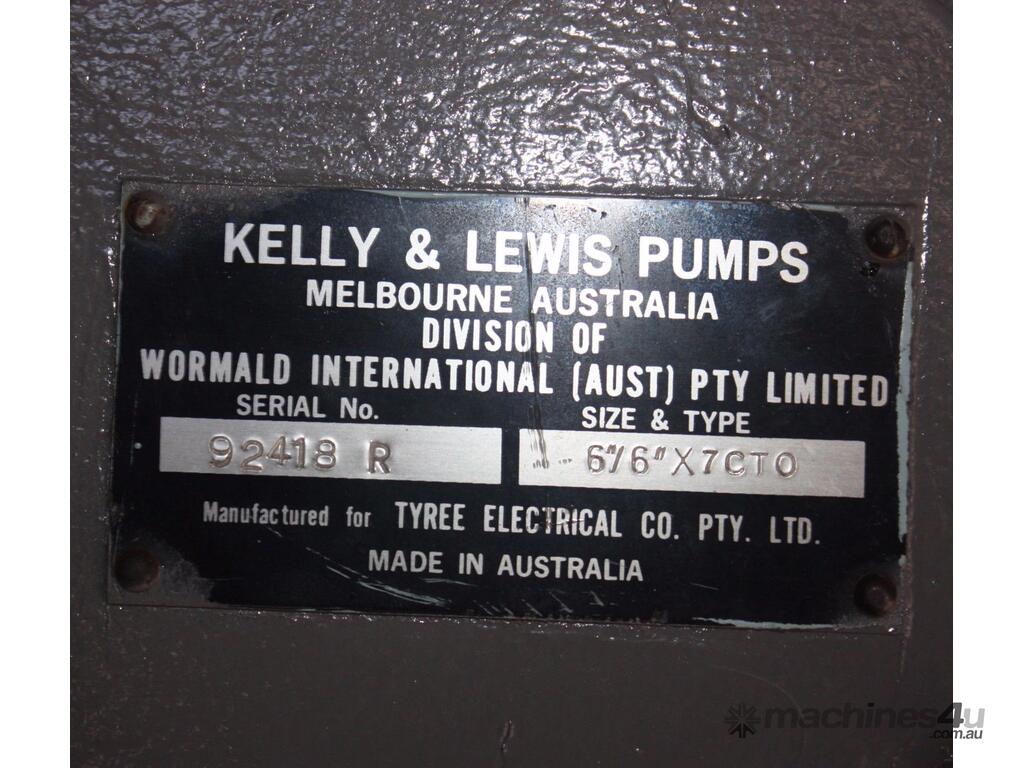 KELLY & LEWIS PUMPS
MELBOURNE AUSTRALIA
DIVISION OF
WORMALD INTERNATIONAL (AUST) PTY LIMITED
SERIAL No. SIZE & TYPE
92418 R 6"/6"X7CTO
Manufactured for TYREE ELECTRICAL CO. PTY. LTD.
MADE IN AUSTRALIA
machines4u
.com.au